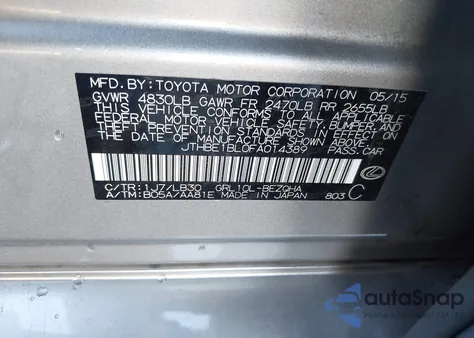 MFD.BY: TOYOTA MOTOR CORPORATION 05/15
GVWR 4830LB GAWR FR 2470LB RR 2655LB
THIS VEHICLE CONFORMS TO ALL APPLICABLE
FEDERAL MOTOR VEHICLE SAFETY, BUMPER, AND
THEFT PREVENTION STANDARDS IN EFFECT ON
THE DATE OF MANUFACTURE SHOWN ABOVE.
JTHBE1BL0FA014389 PASS.CAR
C/TR: 1J7/LB30 GRL10L-BEZQHA
A/TM: B05A/AA81E MADE IN JAPAN 803 C
autoSnap